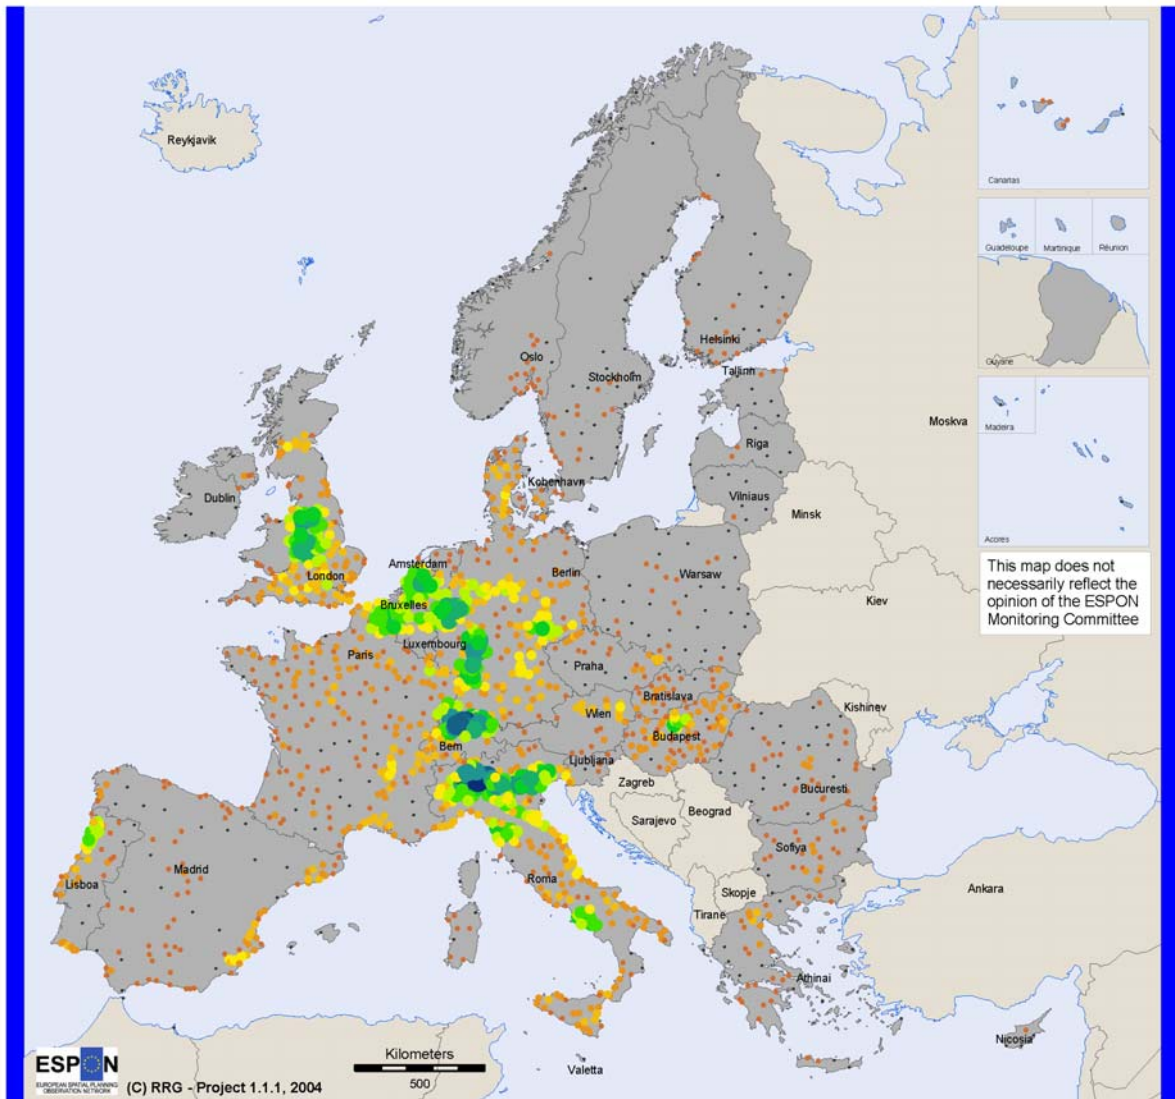 Reykjavik
Canarias
Guadeloupe
Martinique
Réunion
Guyane
Helsinki
Oslo
Tallinn
Stockholm
Madeira
Moskva
Riga
Kobenhavn
Dublin
Vilniaus
Minsk
Acores
Amsterdam
London
Berlin
Warsaw
This map does not
necessarily reflect the
opinion of the ESPON
Monitoring Committee
Kiev
Bruxelles
Luxembourg
Paris
Praha
Bratislava
Kishinev
Wien
Budapest
Bern
Ljubljana
Zagreb
Bucuresti
Beograd
Sarajevo
Sofiya
Madrid
Roma
Lisboa
Skopje
Ankara
Tirane
Athinai
Nicosia
ESPON
EUROPEAN SPATIAL PLANNING
OBSERVATION NETWORK
(C) RRG - Project 1.1.1, 2004
Kilometers
500
Valetta